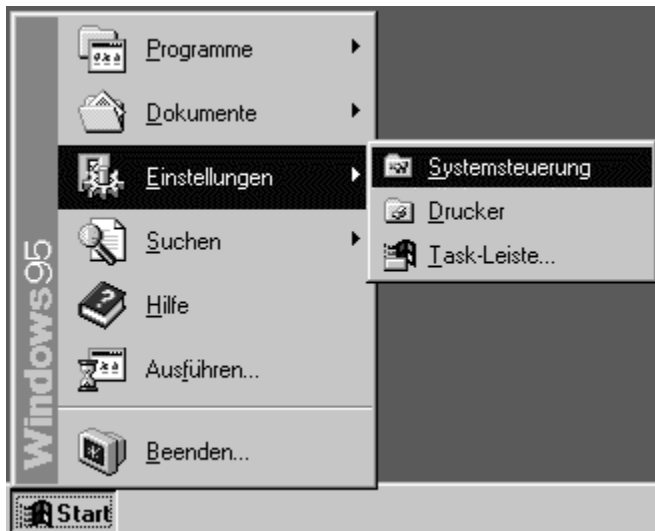 Programme
Dokumente
Einstellungen
Suchen
Hilfe
Ausführen...
Beenden...
Systemsteuerung
Drucker
Task-Leiste...
Windows95
Start